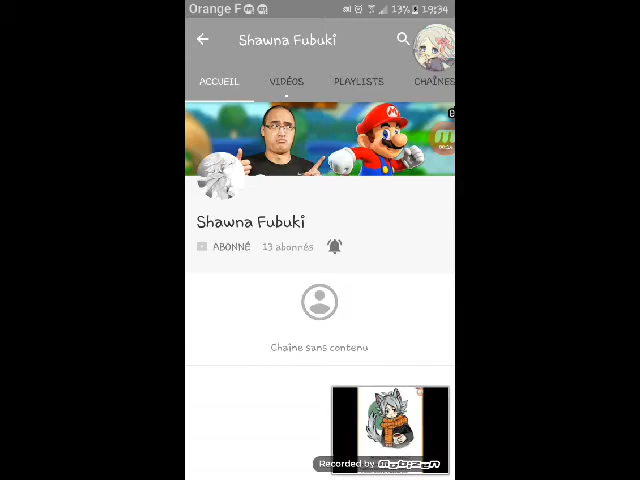 Orange F 13% 19:34
Shawna Fubuki
ACCUEIL VIDÉOS PLAYLISTS CHAÎNES
Shawna Fubuki
ABONNÉ 13 abonnés
Chaîne sans contenu
Recorded by mobizen